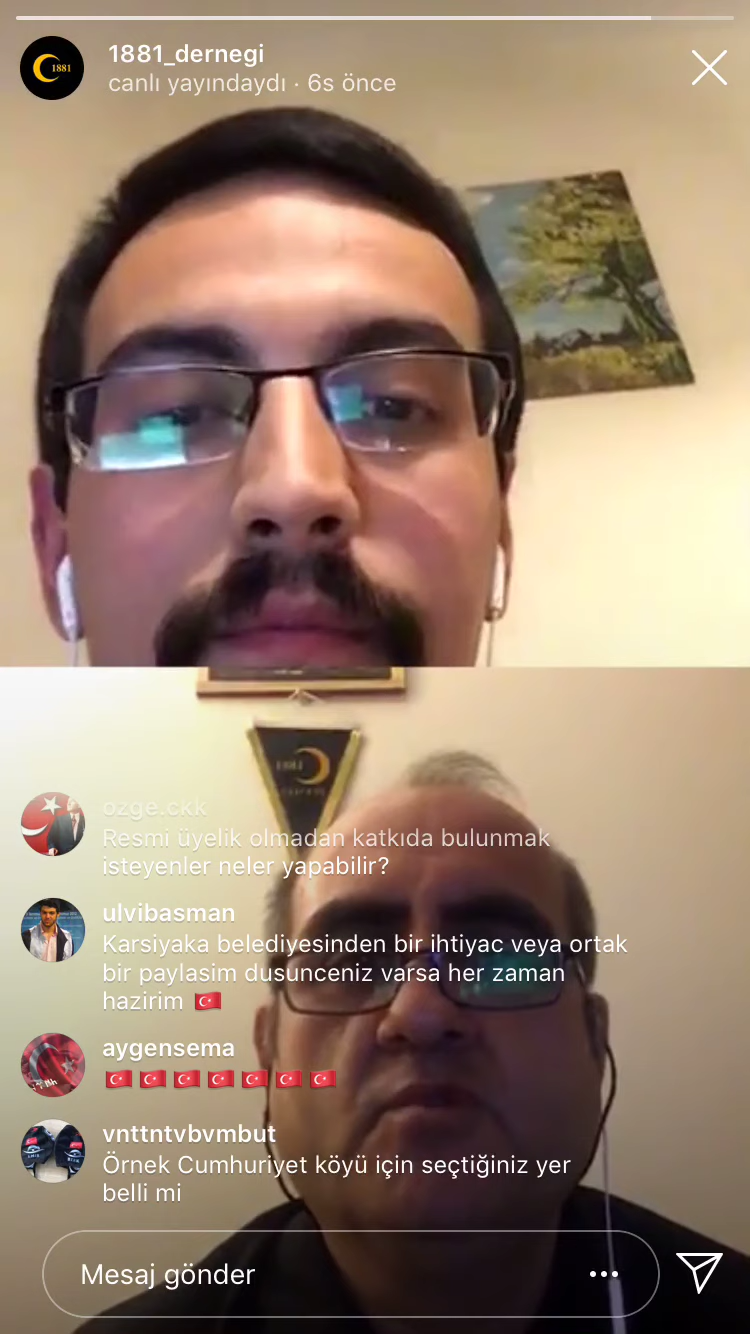 1881_dernegi
1881
canlı yayındaydı · 6s önce
1881
ozge.ckk
Resmi üyelik olmadan katkıda bulunmak
isteyenler neler yapabilir?
ulvibasman
Karsiyaka belediyesinden bir ihtiyac veya ortak
bir paylasim dusunceniz varsa her zaman
hazirim 🇹🇷
aygensema
🇹🇷🇹🇷🇹🇷🇹🇷🇹🇷🇹🇷🇹🇷
vnttntvbvmbut
Örnek Cumhuriyet köyü için seçtiğiniz yer
belli mi
Mesaj gönder